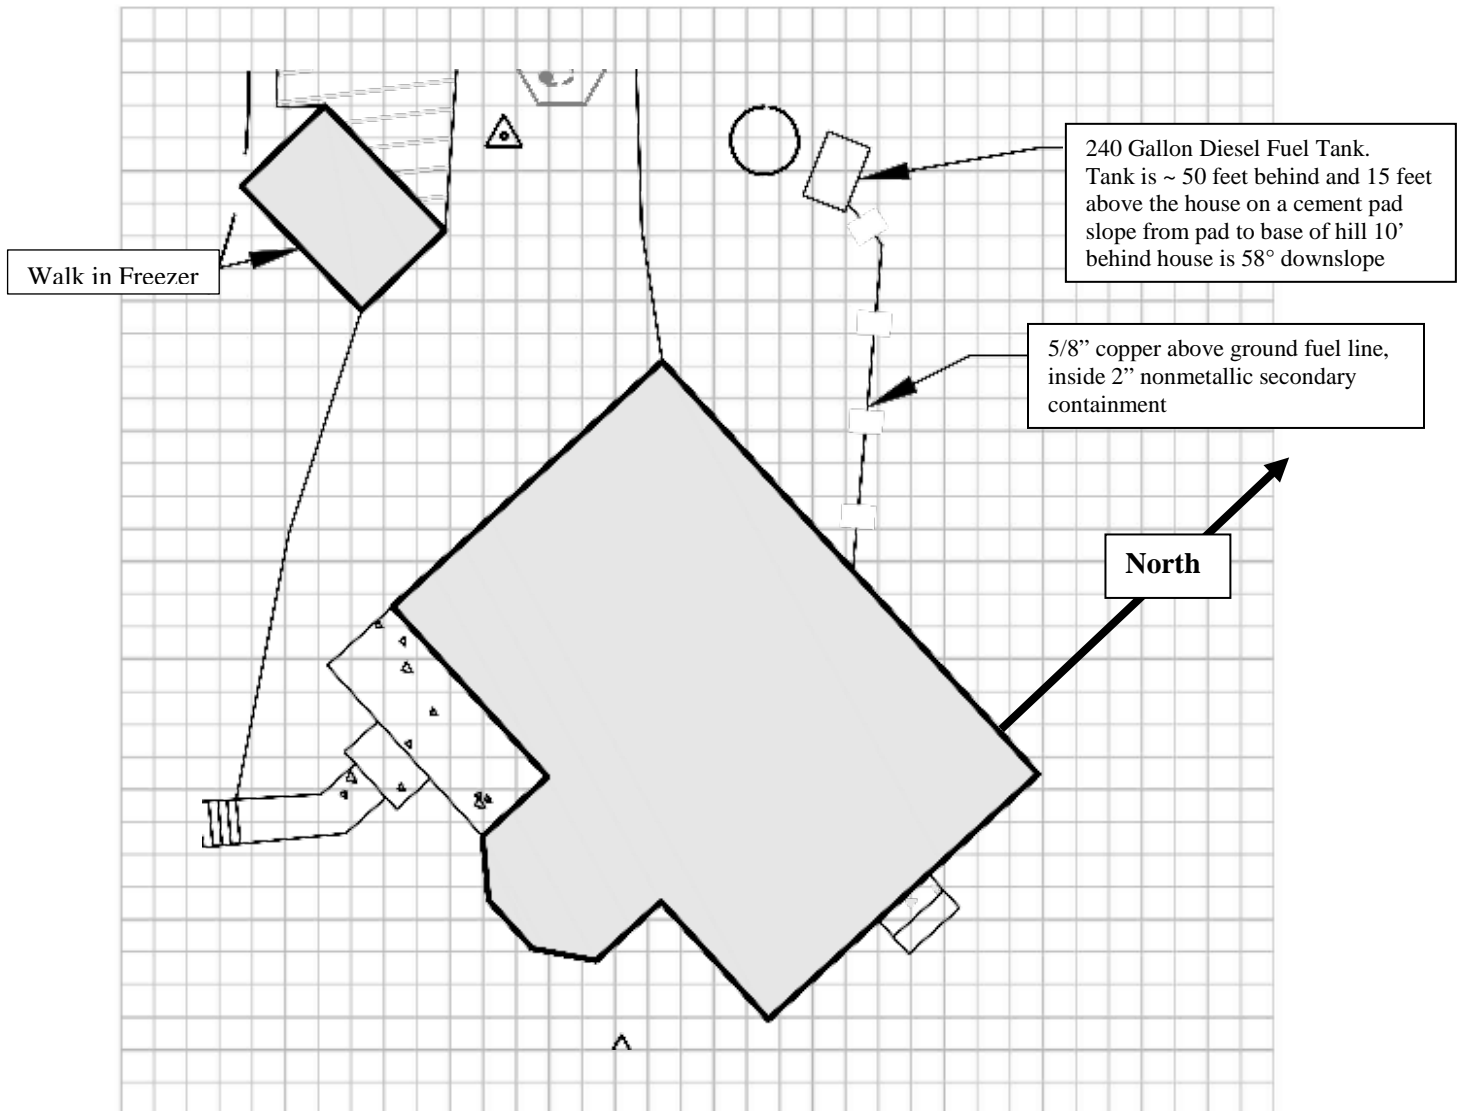 240 Gallon Diesel Fuel Tank.
Tank is ~ 50 feet behind and 15 feet
above the house on a cement pad
slope from pad to base of hill 10’
behind house is 58° downslope
Walk in Freezer
5/8” copper above ground fuel line,
inside 2” nonmetallic secondary
containment
North